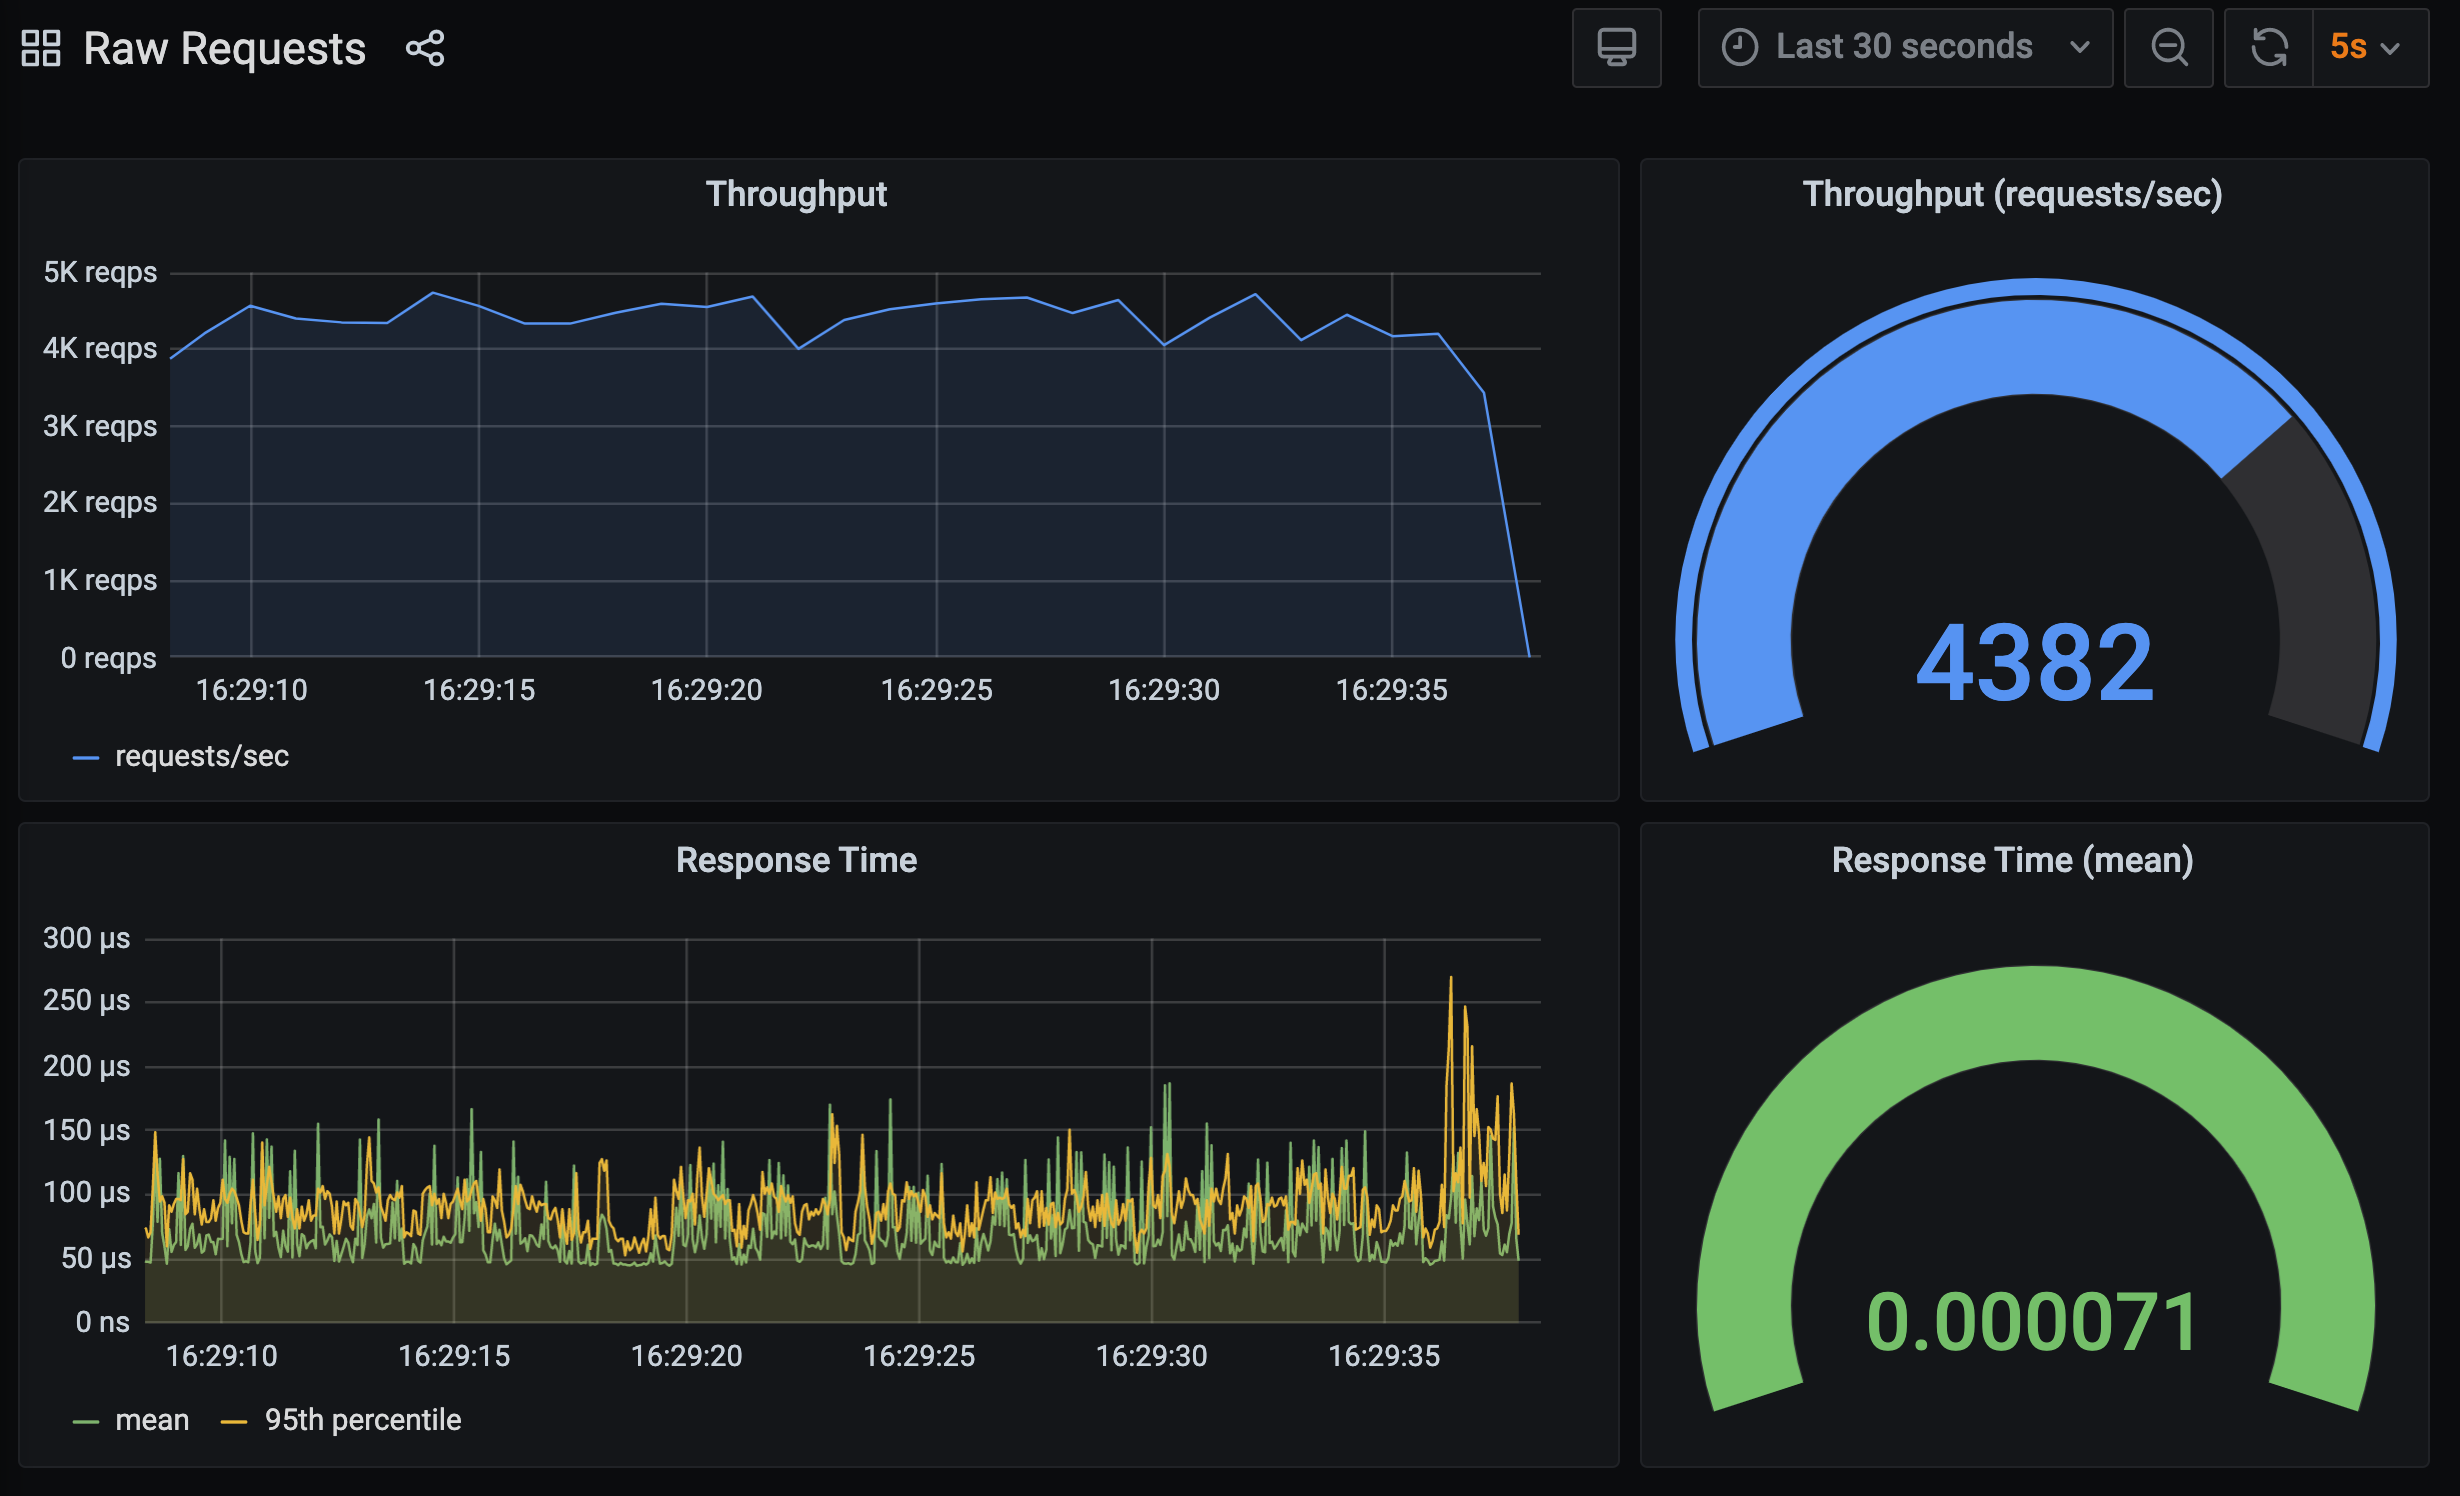 Raw Requests
Last 30 seconds
5s
Throughput
5K reqps
4K reqps
3K reqps
2K reqps
1K reqps
0 reqps
16:29:10 16:29:15 16:29:20 16:29:25 16:29:30 16:29:35
requests/sec
Throughput (requests/sec)
4382
Response Time
300 µs
250 µs
200 µs
150 µs
100 µs
50 µs
0 ns
16:29:10 16:29:15 16:29:20 16:29:25 16:29:30 16:29:35
mean 95th percentile
Response Time (mean)
0.000071